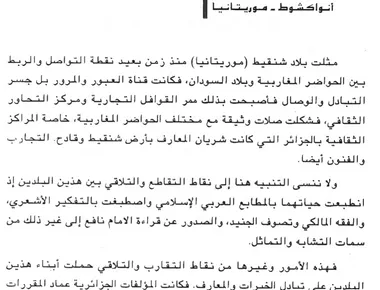 أنواكشوط - موريتانيا
مثلت بلاد شنقيط (موريتانيا) منذ زمن بعيد نقطة التواصل والربط
بين الحواضر المغاربية وبلاد السودان، فكانت قناة العبور والمرور بل جسر
التبادل والوصال فأصبحت بذلك ممر القوافل التجارية ومركز التحاور
الثقافي، فشكلت صلات وثيقة مع مختلف الحواضر المغاربية، خاصة المراكز
الثقافية بالجزائر التي كانت شريان المعارف بأرض شنقيط وقادح. التجارب
والفنون أيضا.
ولا ننسى التنبيه هنا إلى نقاط التقاطع والتلاقي بين هذين البلدين إذ
انطبعت حياتهما بالطابع العربي الإسلامي واصطبغت بالتفكير الأشعري،
والفقه المالكي وتصوف الجنيد، والصدور عن قراءة الامام نافع إلى غير ذلك من
سمات التشابه والتماثل.
فهذه الأمور وغيرها من نقاط التقارب والتلاقي حملت أبناء هذين
البلدين على تبادل الخبرات والمعارف. فكانت المؤلفات الجزائرية عماد المقررات